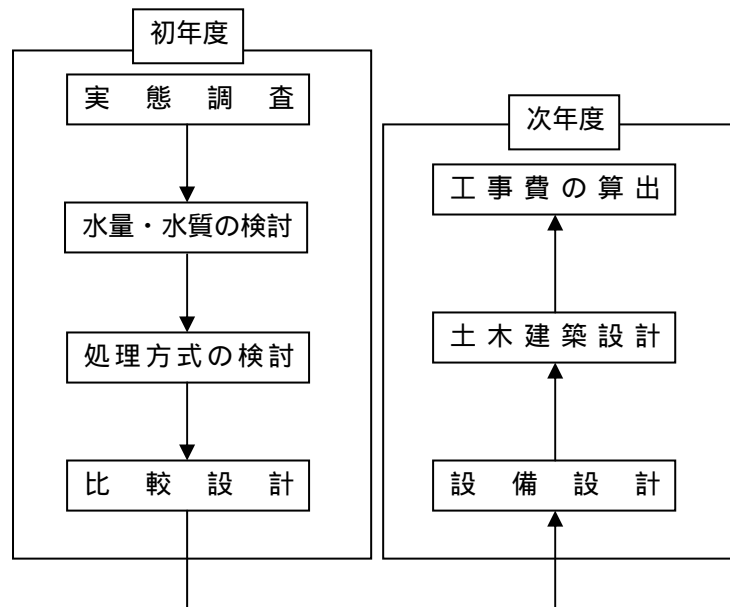 初年度
実態調査
水量・水質の検討
処理方式の検討
比較設計
次年度
工事費の算出
土木建築設計
設備設計